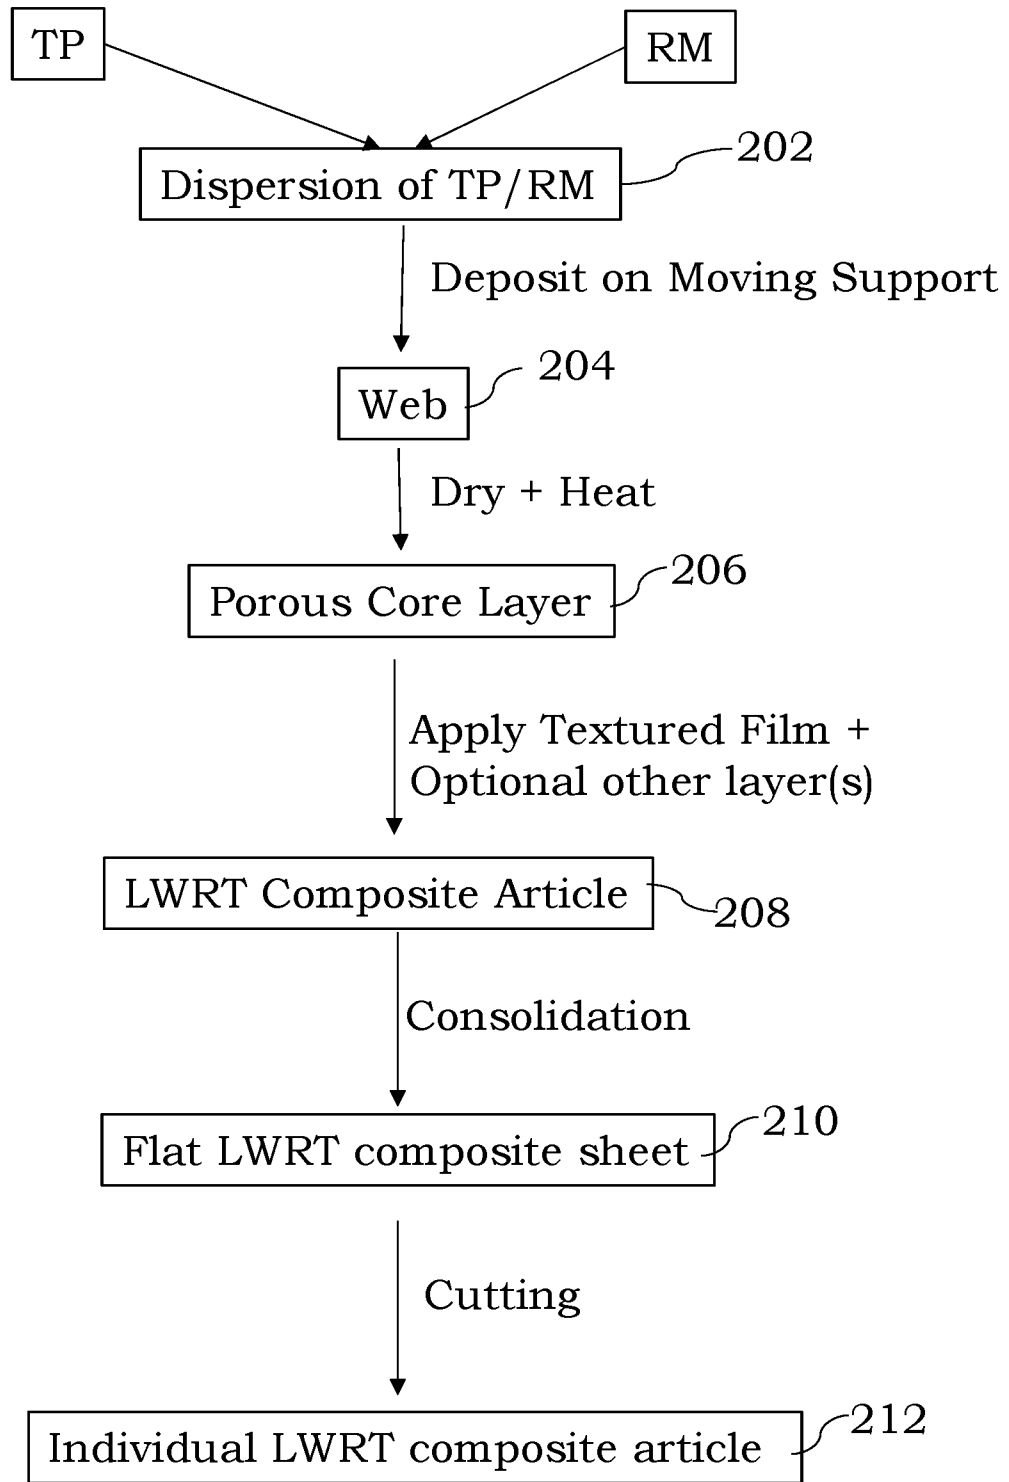 TP
RM
202
Dispersion of TP/RM
Deposit on Moving Support
204
Web
Dry + Heat
206
Porous Core Layer
Apply Textured Film +
Optional other layer(s)
LWRT Composite Article
208
Consolidation
210
Flat LWRT composite sheet
Cutting
212
Individual LWRT composite article